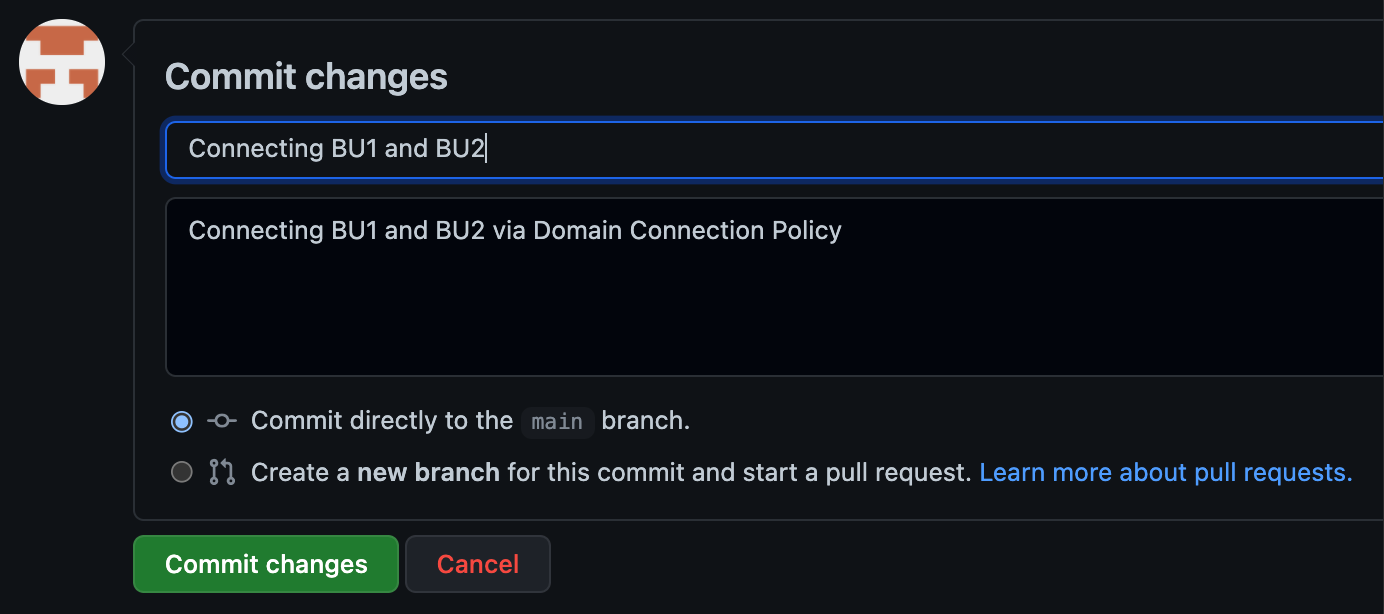 Commit changes
Connecting BU1 and BU2
Connecting BU1 and BU2 via Domain Connection Policy
Commit directly to the main branch.
Create a new branch for this commit and start a pull request. Learn more about pull requests.
Commit changes Cancel